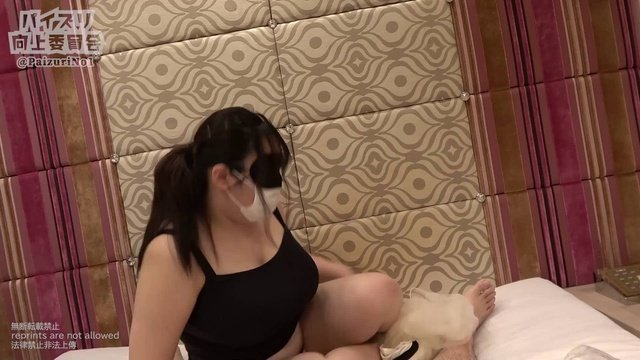 パイズリ
向上委員会
@PaizuriNo1
無断転載禁止
reprints are not allowed
法律禁止非法上傳